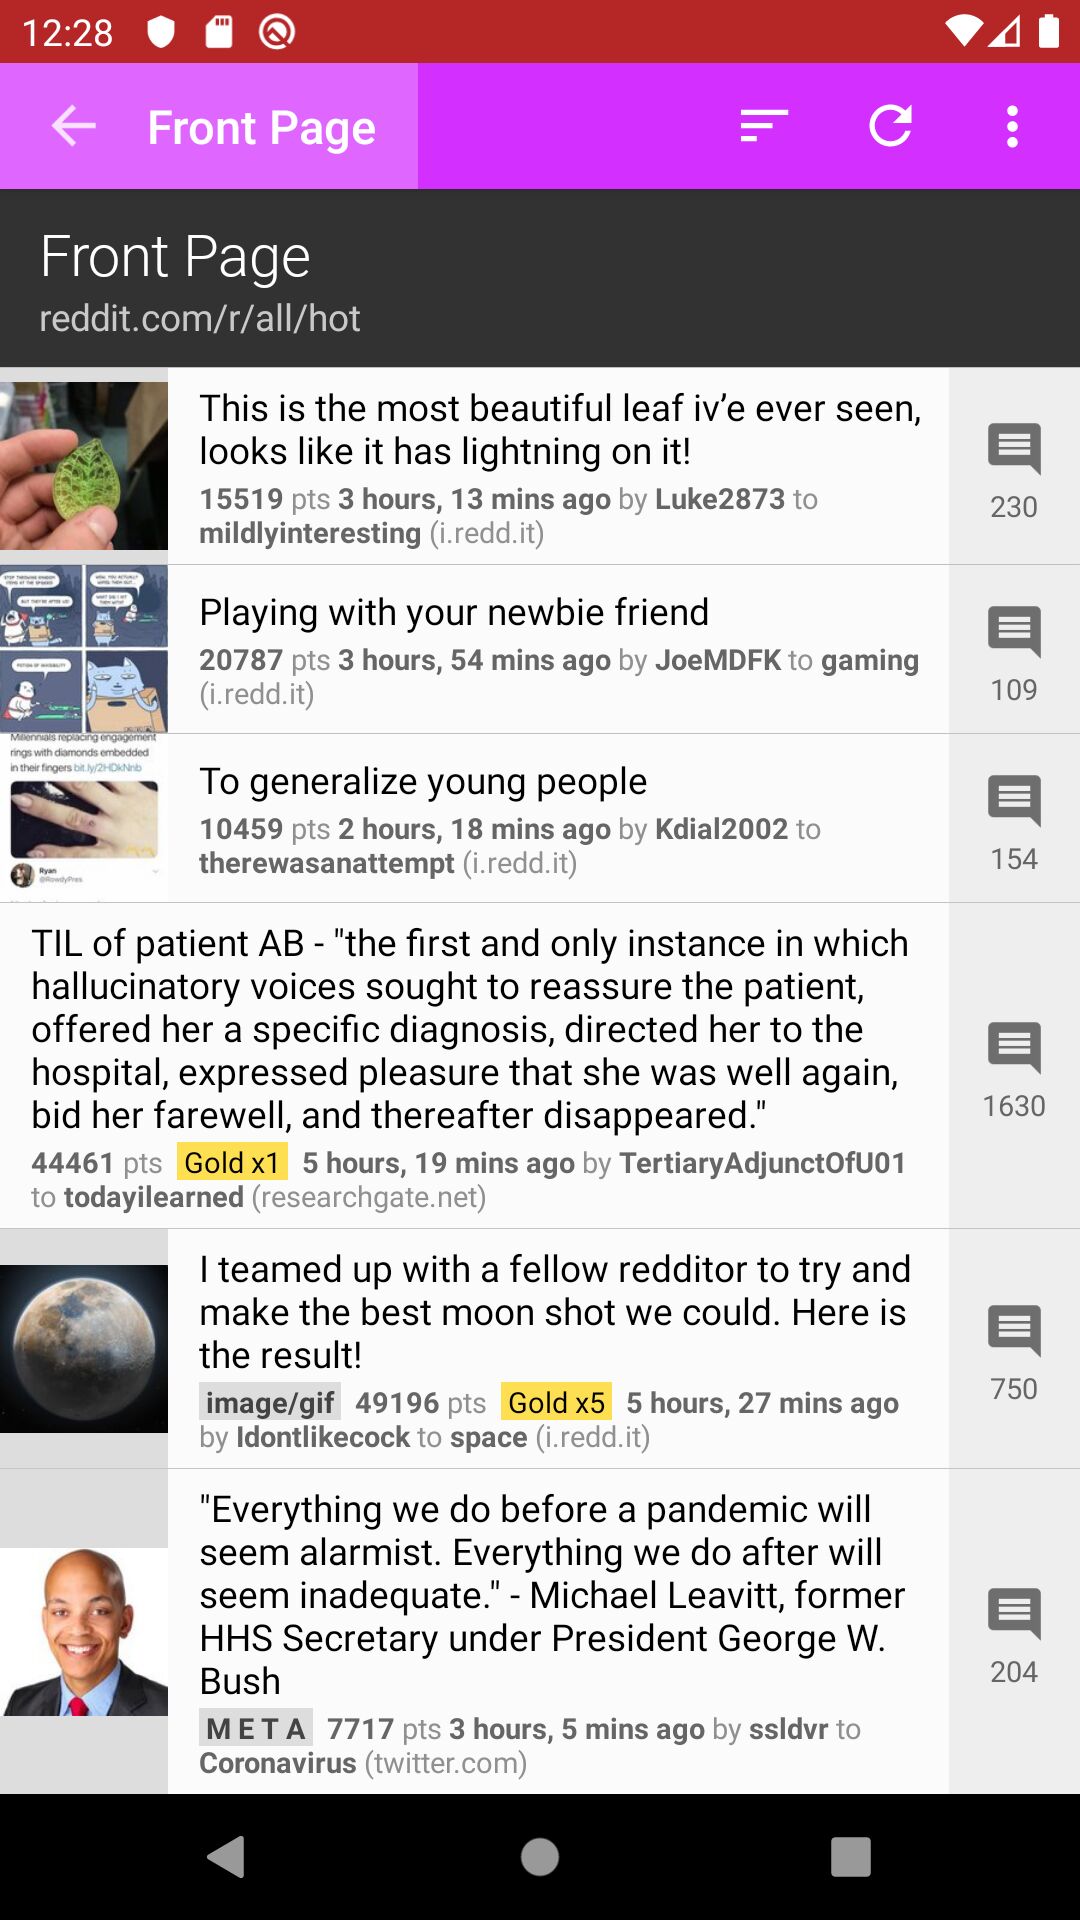 12:28
Front Page
Front Page
reddit.com/r/all/hot
This is the most beautiful leaf iv’e ever seen,
looks like it has lightning on it!
15519 pts 3 hours, 13 mins ago by Luke2873 to
mildlyinteresting (i.redd.it)
230
Playing with your newbie friend
20787 pts 3 hours, 54 mins ago by JoeMDFK to gaming
(i.redd.it)
109
Millennials replacing engagement
rings with diamonds embedded
in their fingers bit.ly/2HDkNnb
Ryan
@RowdyPres
To generalize young people
10459 pts 2 hours, 18 mins ago by Kdial2002 to
therewasanattempt (i.redd.it)
154
TIL of patient AB - "the first and only instance in which
hallucinatory voices sought to reassure the patient,
offered her a specific diagnosis, directed her to the
hospital, expressed pleasure that she was well again,
bid her farewell, and thereafter disappeared."
44461 pts Gold x1 5 hours, 19 mins ago by TertiaryAdjunctOfU01
to todayilearned (researchgate.net)
1630
I teamed up with a fellow redditor to try and
make the best moon shot we could. Here is
the result!
image/gif 49196 pts Gold x5 5 hours, 27 mins ago
by Idontlikecock to space (i.redd.it)
750
"Everything we do before a pandemic will
seem alarmist. Everything we do after will
seem inadequate." - Michael Leavitt, former
HHS Secretary under President George W.
Bush
M E T A 7717 pts 3 hours, 5 mins ago by ssldvr to
Coronavirus (twitter.com)
204